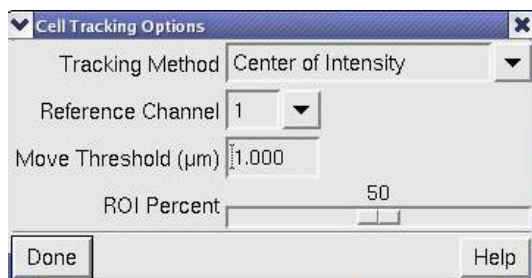 Cell Tracking Options
Tracking Method Center of Intensity
Reference Channel 1
Move Threshold (µm) 1.000
50
ROI Percent
Done Help